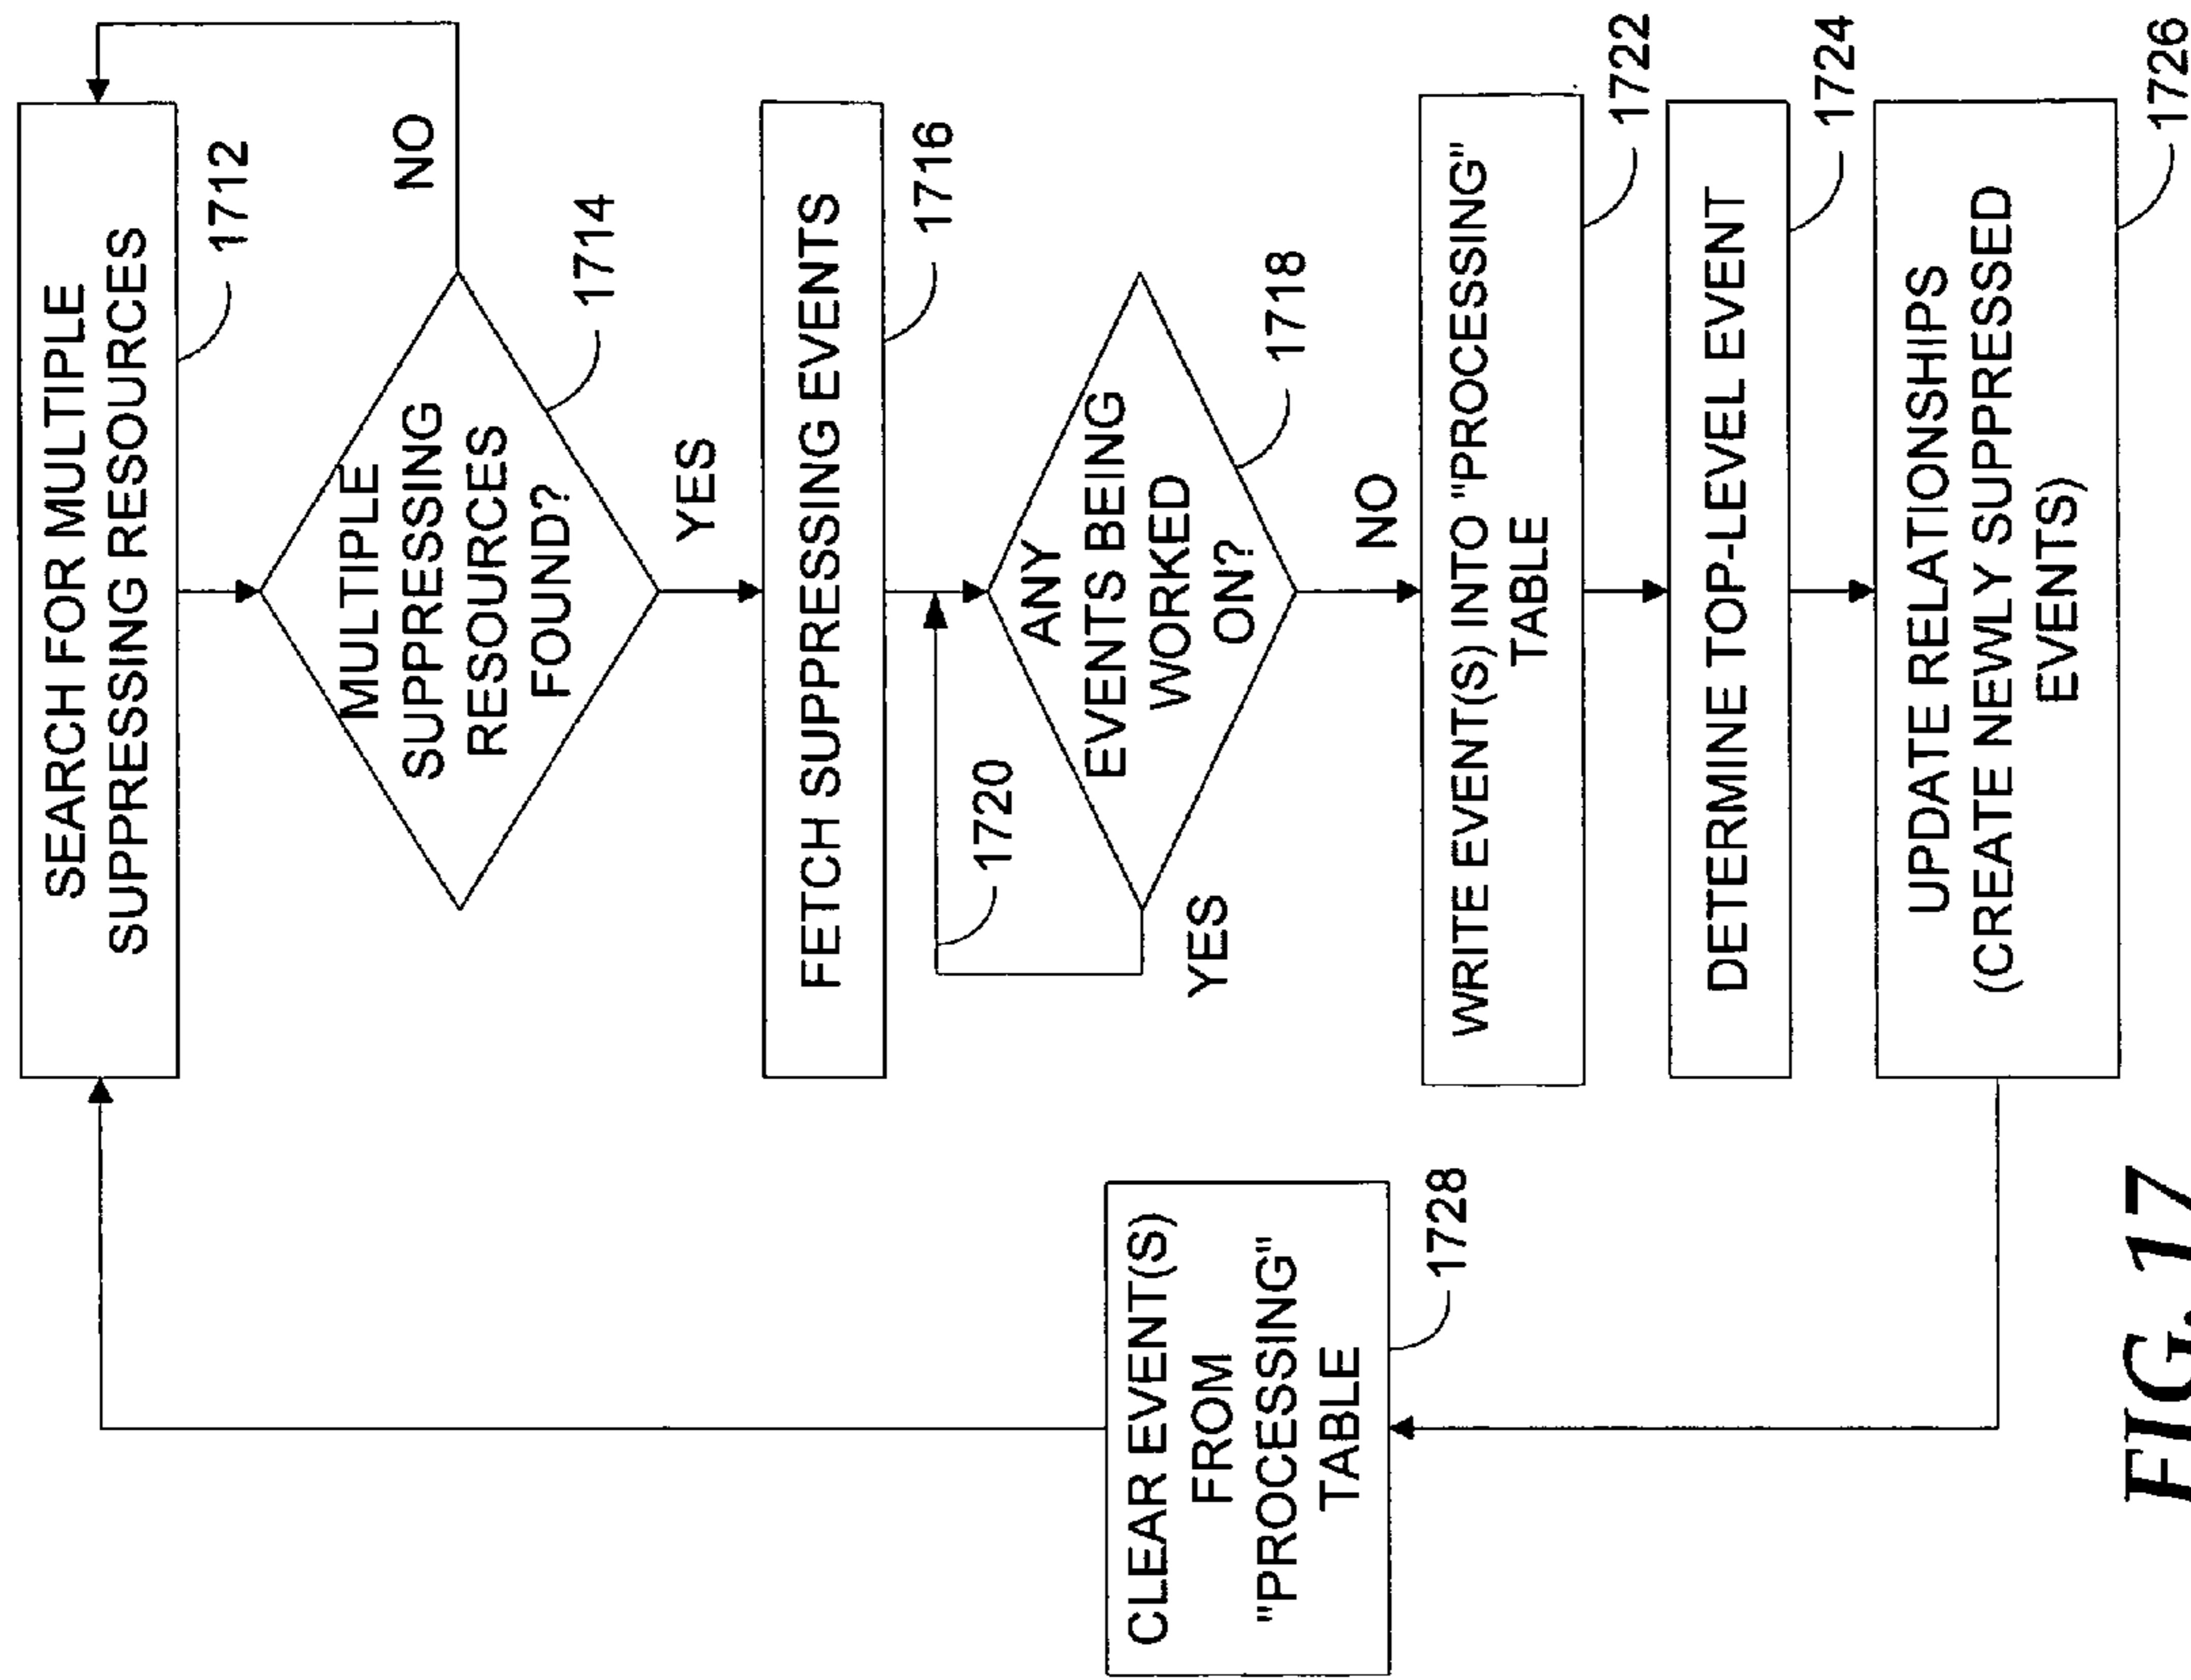 SEARCH FOR MULTIPLE
SUPPRESSING RESOURCES
1712
MULTIPLE
SUPPRESSING
RESOURCES
FOUND?
1714
NO
YES
FETCH SUPPRESSING EVENTS
1716
1720
ANY
EVENTS BEING
WORKED
ON?
1718
YES
NO
WRITE EVENT(S) INTO "PROCESSING"
TABLE
1722
DETERMINE TOP-LEVEL EVENT
1724
UPDATE RELATIONSHIPS
(CREATE NEWLY SUPPRESSED
EVENTS)
1726
CLEAR EVENT(S)
FROM
"PROCESSING"
TABLE
1728
FIG. 17